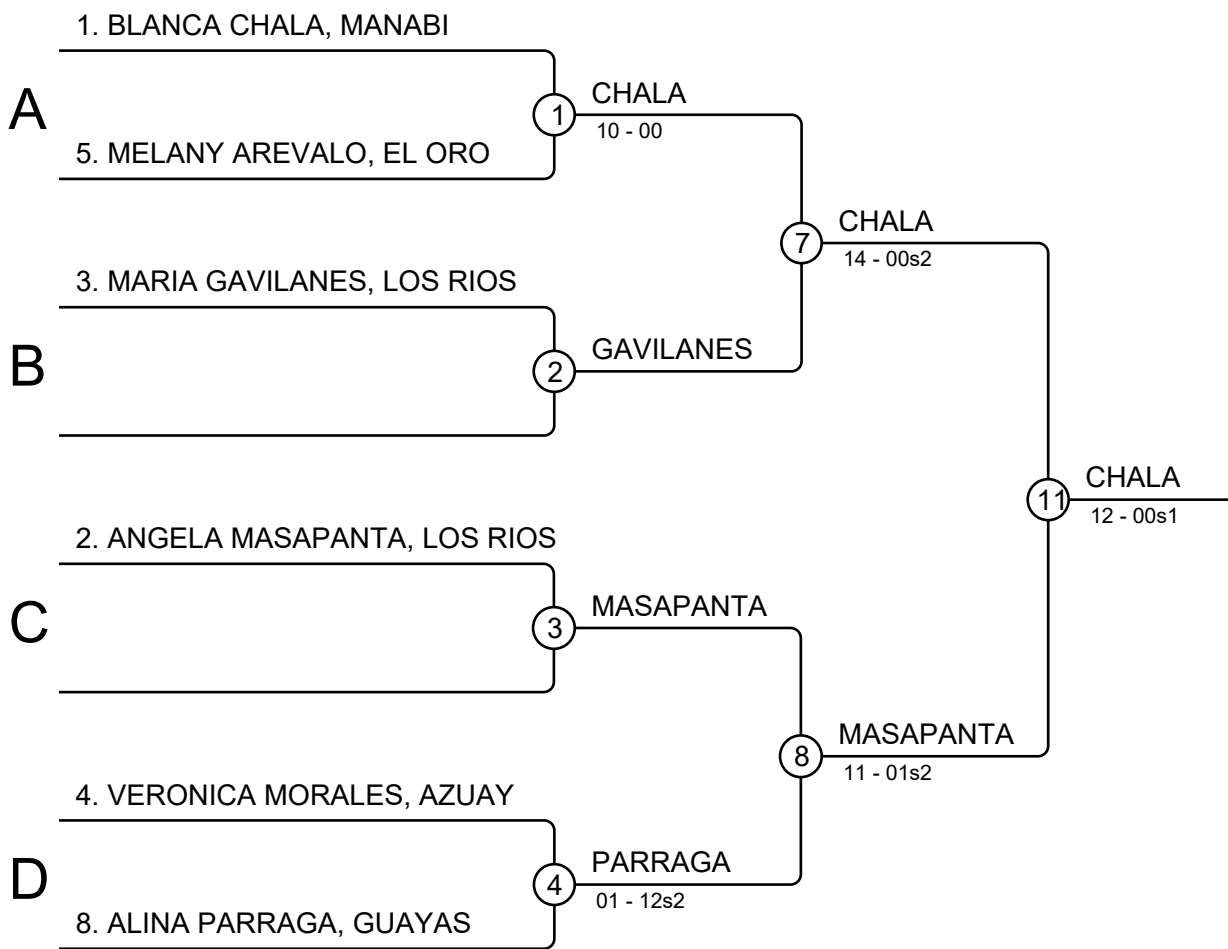 1. BLANCA CHALA, MANABI
A
1
CHALA
10 - 00
5. MELANY AREVALO, EL ORO
7
CHALA
14 - 00s2
3. MARIA GAVILANES, LOS RIOS
B
2
GAVILANES
11
CHALA
12 - 00s1
2. ANGELA MASAPANTA, LOS RIOS
C
3
MASAPANTA
8
MASAPANTA
11 - 01s2
4. VERONICA MORALES, AZUAY
D
4
PARRAGA
01 - 12s2
8. ALINA PARRAGA, GUAYAS